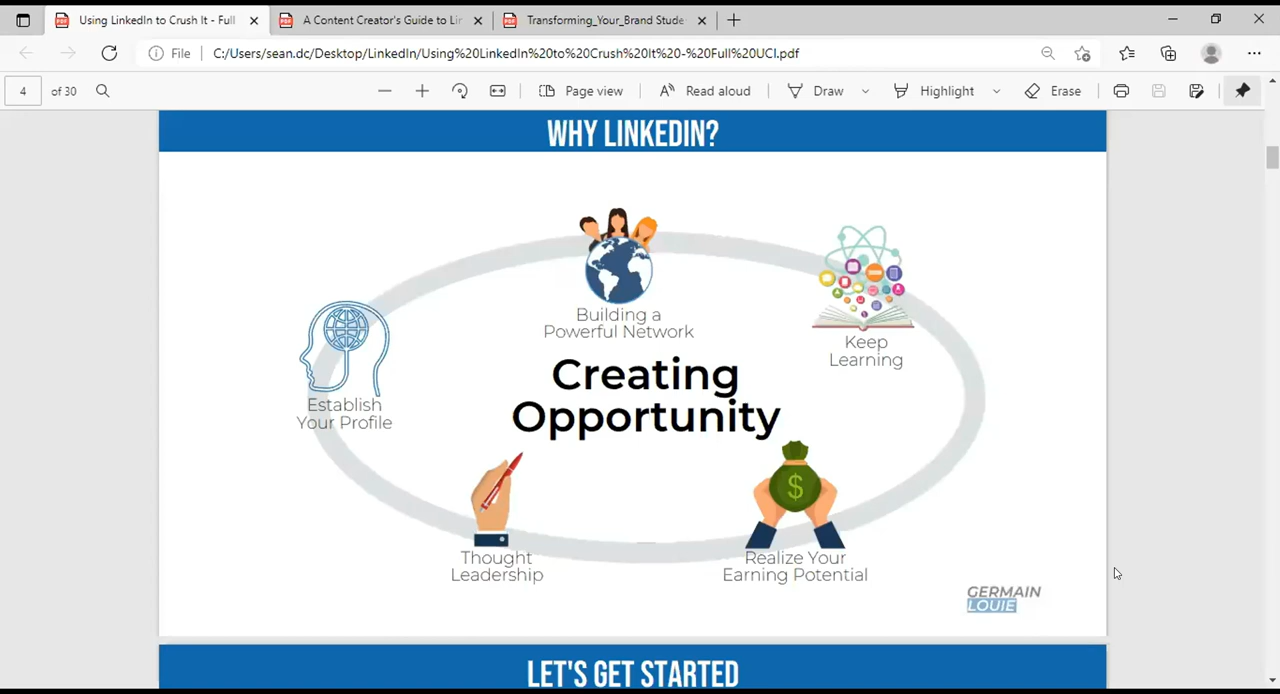 Using LinkedIn to Crush It - Full
A Content Creator's Guide to Lin
Transforming_Your_Brand Stude
File
C:/Users/sean.dc/Desktop/LinkedIn/Using%20LinkedIn%20to%20Crush%20It%20-%20Full%20UCI.pdf
4 of 30
Page view
Read aloud
Draw
Highlight
Erase
WHY LINKEDIN?
Building a
Powerful Network
Keep
Learning
Creating
Opportunity
Establish
Your Profile
$
Thought
Leadership
Realize Your
Earning Potential
GERMAIN
LOUIE
LET'S GET STARTED